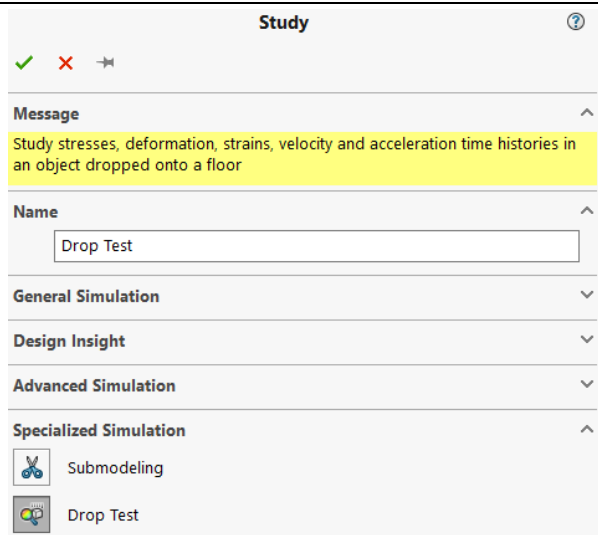 Study
Message
Study stresses, deformation, strains, velocity and acceleration time histories in
an object dropped onto a floor
Name
Drop Test
General Simulation
Design Insight
Advanced Simulation
Specialized Simulation
Submodeling
Drop Test